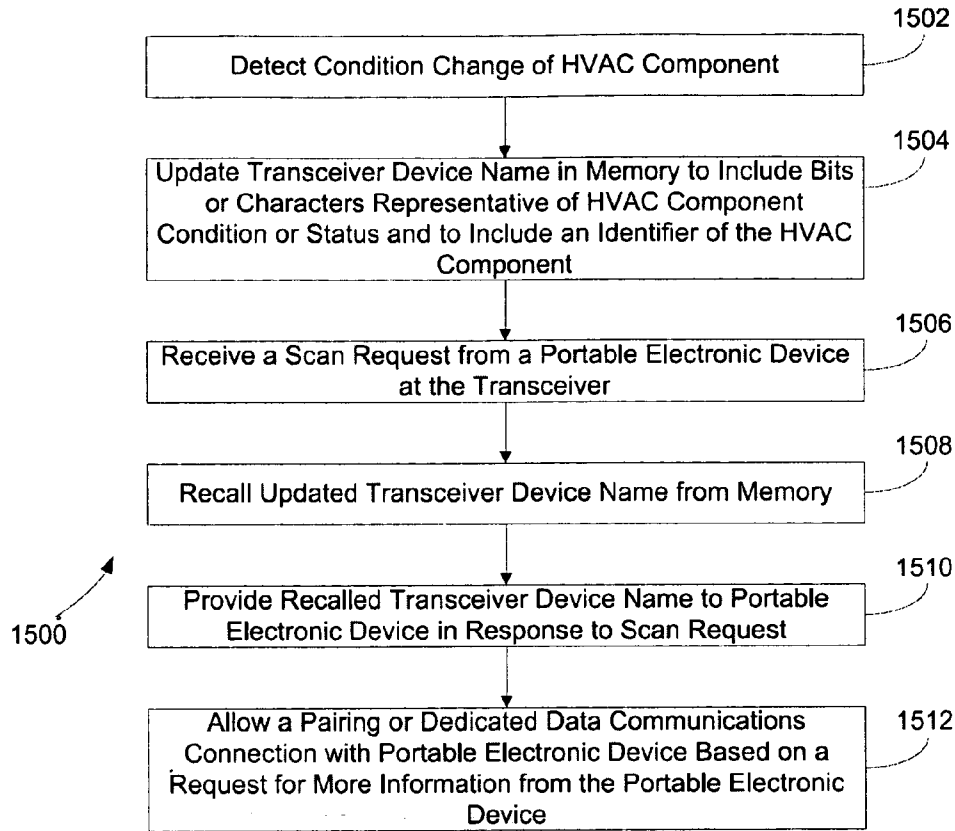 1502
Detect Condition Change of HVAC Component
1504
Update Transceiver Device Name in Memory to Include Bits
or Characters Representative of HVAC Component
Condition or Status and to Include an Identifier of the HVAC
Component
1506
Receive a Scan Request from a Portable Electronic Device
at the Transceiver
1508
Recall Updated Transceiver Device Name from Memory
1510
Provide Recalled Transceiver Device Name to Portable
Electronic Device in Response to Scan Request
1500
1512
Allow a Pairing or Dedicated Data Communications
Connection with Portable Electronic Device Based on a
Request for More Information from the Portable Electronic
Device